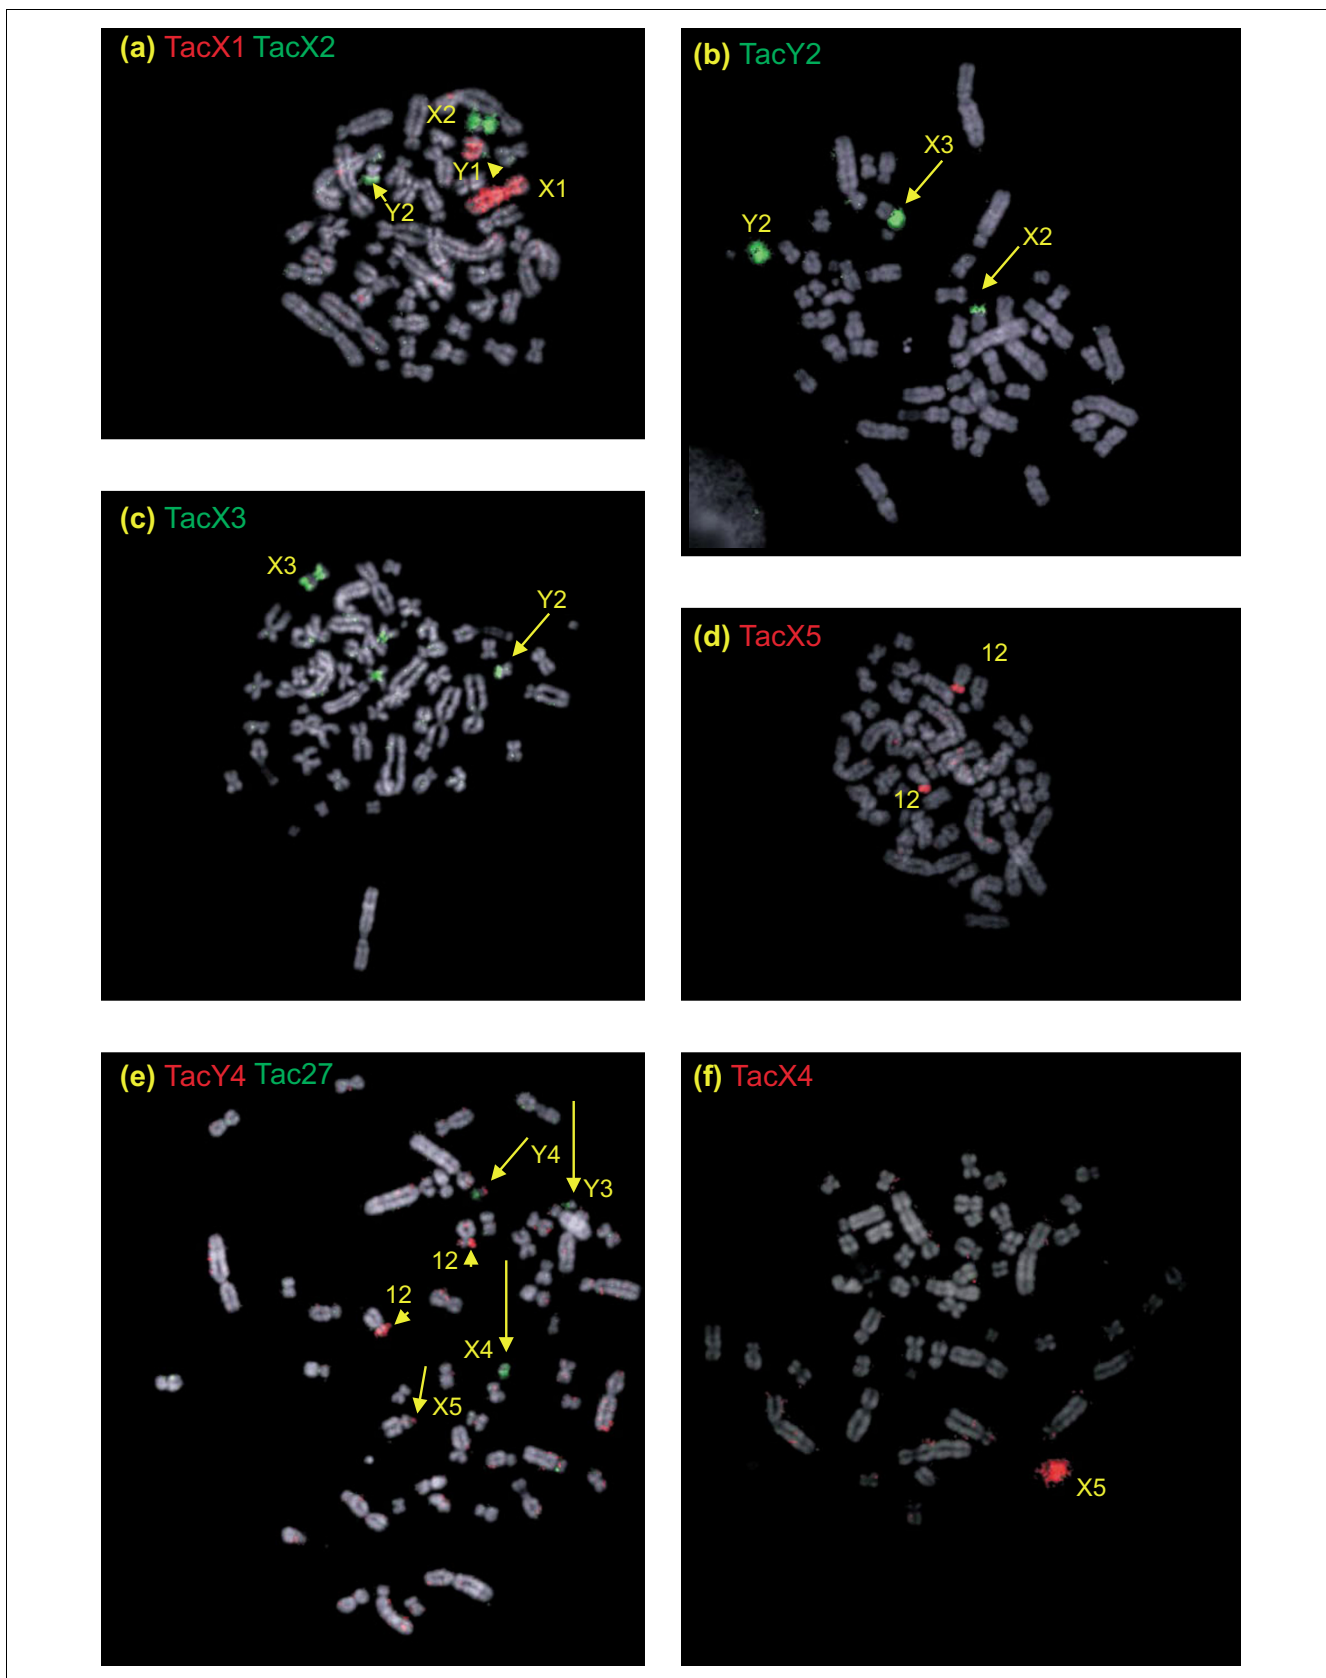 (a) TacX1 TacX2
X2
Y1
X1
Y2
(b) TacY2
X3
Y2
X2
(c) TacX3
X3
Y2
(d) TacX5
12
12
(e) TacY4 Tac27
Y4
Y3
12
12
X4
X5
(f) TacX4
X5